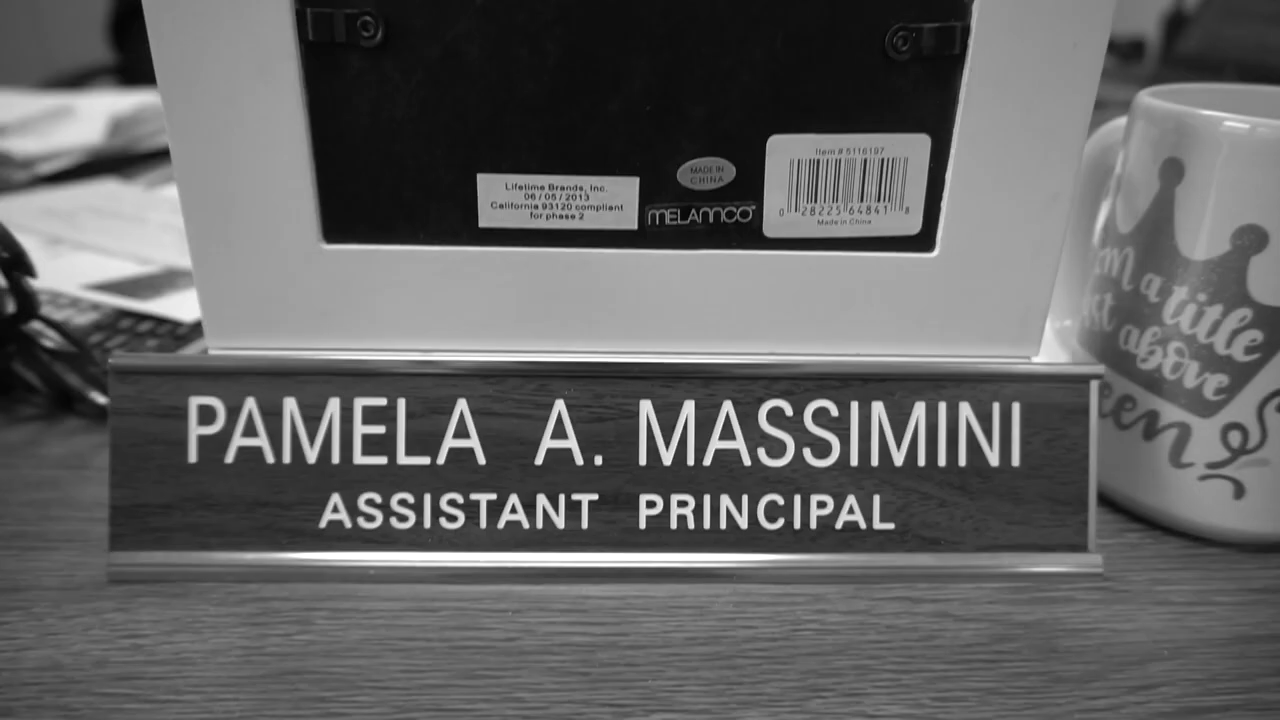 Item # 5116197
MADE IN
CHINA
Lifetime Brands, Inc.
06 / 05 / 2013
California 93120 compliant
for phase 2
MELANNCO
0 28225 64841 8
Made in China
a title
above
PAMELA A. MASSIMINI
ASSISTANT PRINCIPAL